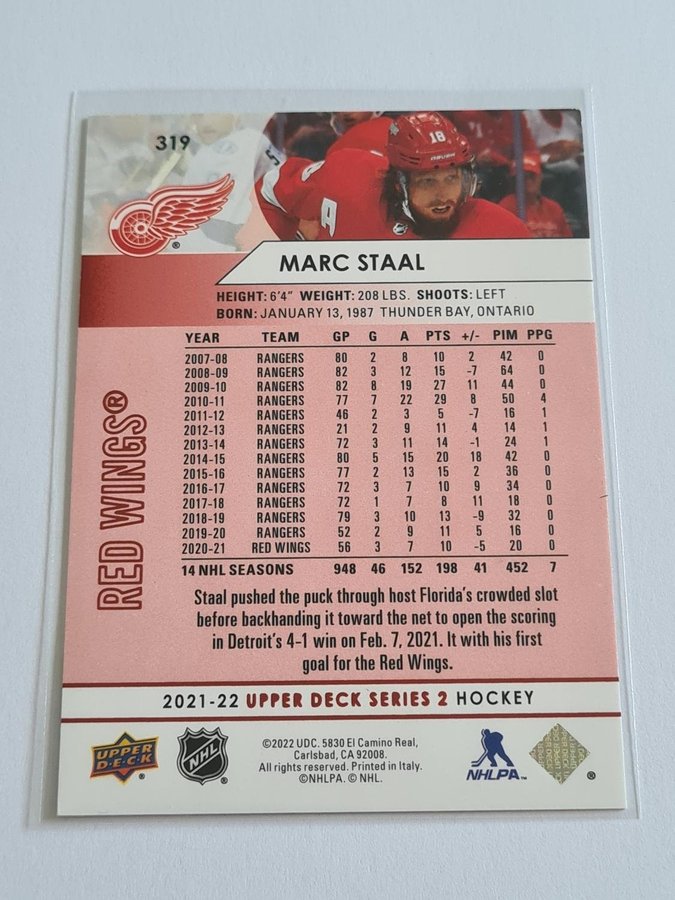 319
18
MARC STAAL
HEIGHT: 6'4" WEIGHT: 208 LBS. SHOOTS: LEFT
BORN: JANUARY 13, 1987 THUNDER BAY, ONTARIO
YEAR TEAM GP G A PTS +/- PIM PPG
2007-08 RANGERS 80 2 8 10 2 42 0
2008-09 RANGERS 82 3 12 15 -7 64 0
2009-10 RANGERS 82 8 19 27 11 44 0
2010-11 RANGERS 77 7 22 29 8 50 4
2011-12 RANGERS 46 2 3 5 -7 16 1
2012-13 RANGERS 21 2 9 11 4 14 1
2013-14 RANGERS 72 3 11 14 -1 24 1
2014-15 RANGERS 80 5 15 20 18 42 0
2015-16 RANGERS 77 2 13 15 2 36 0
2016-17 RANGERS 72 3 7 10 9 34 0
2017-18 RANGERS 72 1 7 8 11 18 0
2018-19 RANGERS 79 3 10 13 -9 32 0
2019-20 RANGERS 52 2 9 11 5 16 0
2020-21 RED WINGS 56 3 7 10 -5 20 0
14 NHL SEASONS 948 46 152 198 41 452 7
RED WINGS®
Staal pushed the puck through host Florida's crowded slot
before backhanding it toward the net to open the scoring
in Detroit's 4-1 win on Feb. 7, 2021. It with his first
goal for the Red Wings.
2021-22 UPPER DECK SERIES 2 HOCKEY
UPPER DECK ®
NHL ®
©2022 UDC. 5830 El Camino Real,
Carlsbad, CA 92008.
All rights reserved. Printed in Italy.
©NHLPA. © NHL.
NHLPA™
®